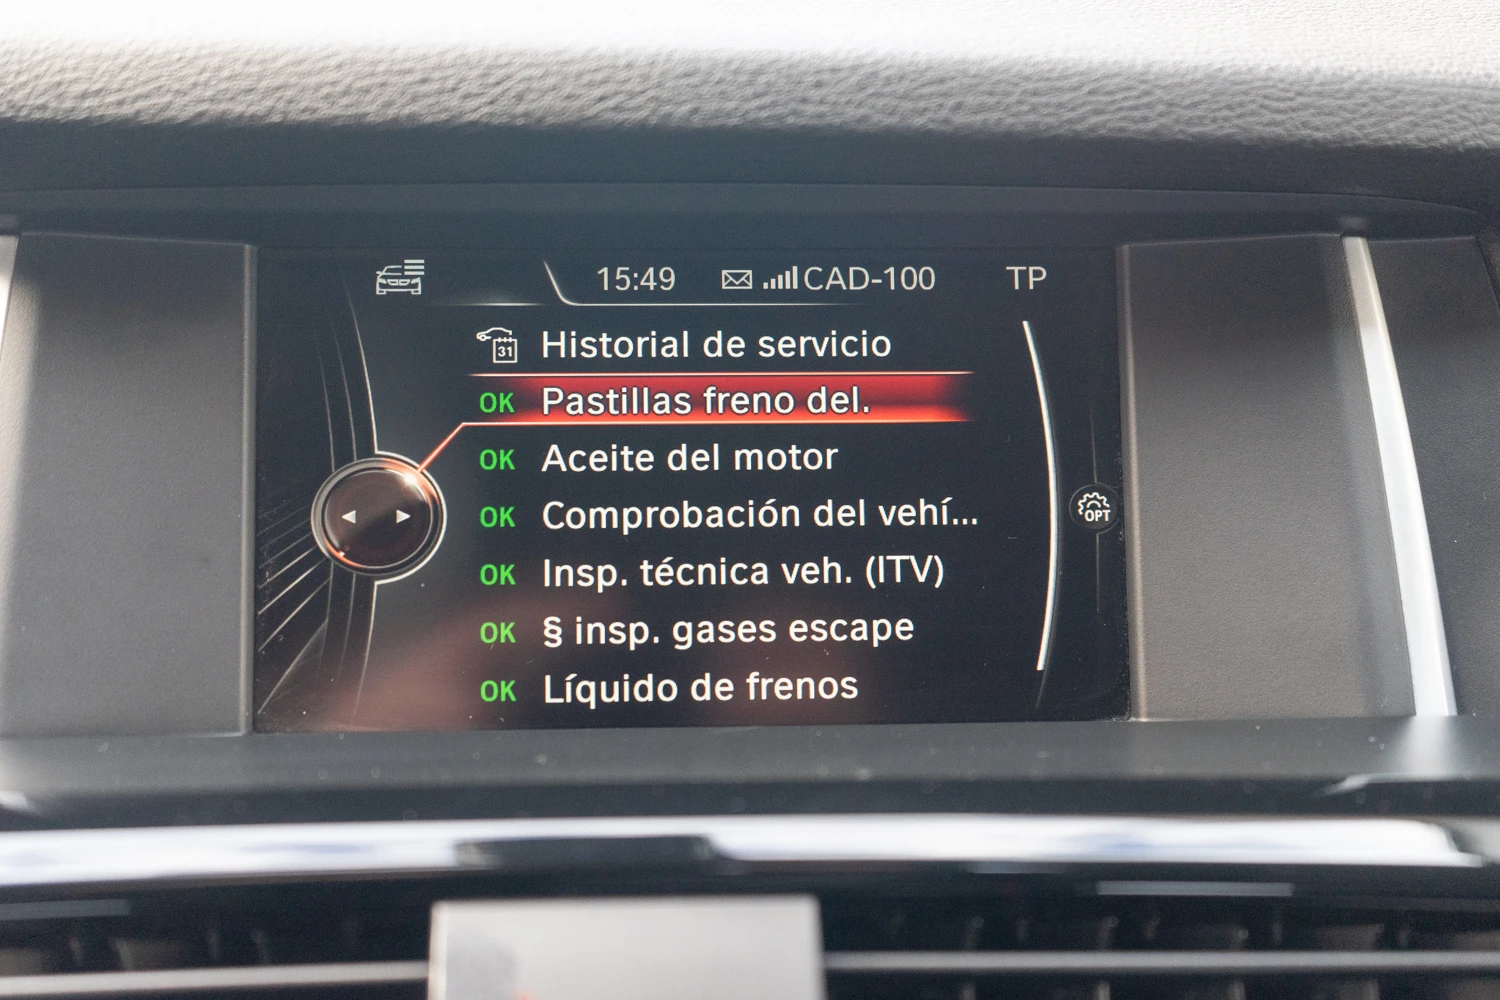 15:49 CAD-100 TP
31 Historial de servicio
OK Pastillas freno del.
OK Aceite del motor
OK Comprobación del vehí...
OK Insp. técnica veh. (ITV)
OK § insp. gases escape
OK Líquido de frenos
OPT